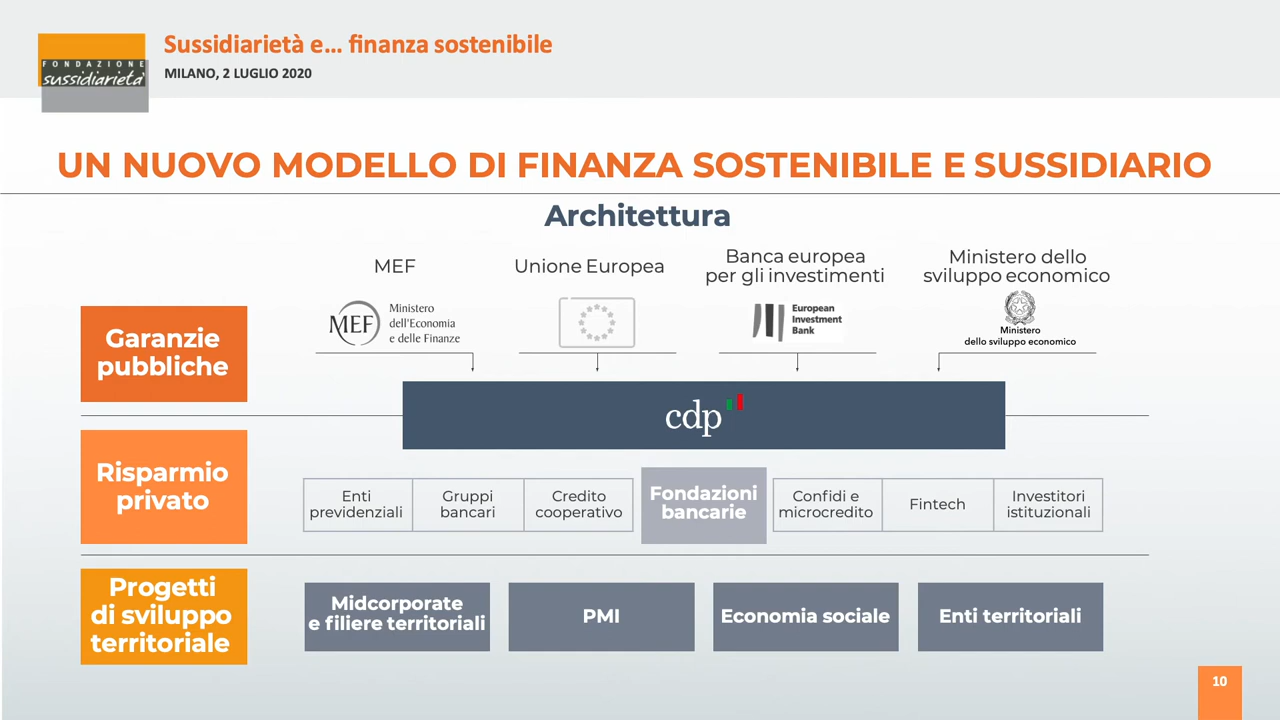 FONDAZIONE
sussidiarietà
Sussidiarietà e... finanza sostenibile
MILANO, 2 LUGLIO 2020
UN NUOVO MODELLO DI FINANZA SOSTENIBILE E SUSSIDIARIO
Architettura
MEF
Unione Europea
Banca europea
per gli investimenti
Ministero dello
sviluppo economico
Garanzie
pubbliche
MEF
Ministero
dell'Economia
e delle Finanze
European
Investment
Bank
Ministero
dello sviluppo economico
cdp
Risparmio
privato
Enti
previdenziali
Gruppi
bancari
Credito
cooperativo
Fondazioni
bancarie
Confidi e
microcredito
Fintech
Investitori
istituzionali
Progetti
di sviluppo
territoriale
Midcorporate
e filiere territoriali
PMI
Economia sociale
Enti territoriali
10